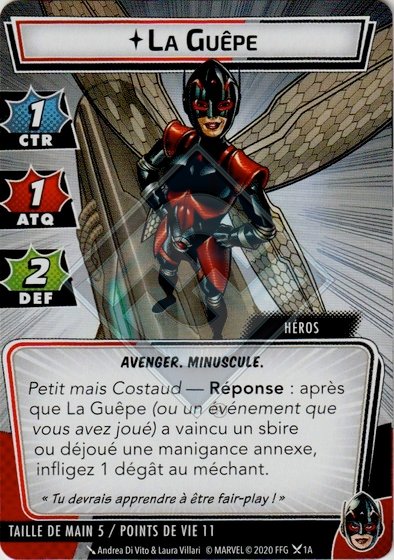 LA GUÊPE
1
CTR
1
ATQ
2
DEF
HÉROS
AVENGER. MINUSCULE.
Petit mais Costaud — Réponse : après
que La Guêpe (ou un événement que
vous avez joué) a vaincu un sbire
ou déjoué une manigance annexe,
infligez 1 dégât au méchant.
« Tu devrais apprendre à être fair-play ! »
TAILLE DE MAIN 5 / POINTS DE VIE 11
Andrea Di Vito & Laura Villari © MARVEL © 2020 FFG 1A